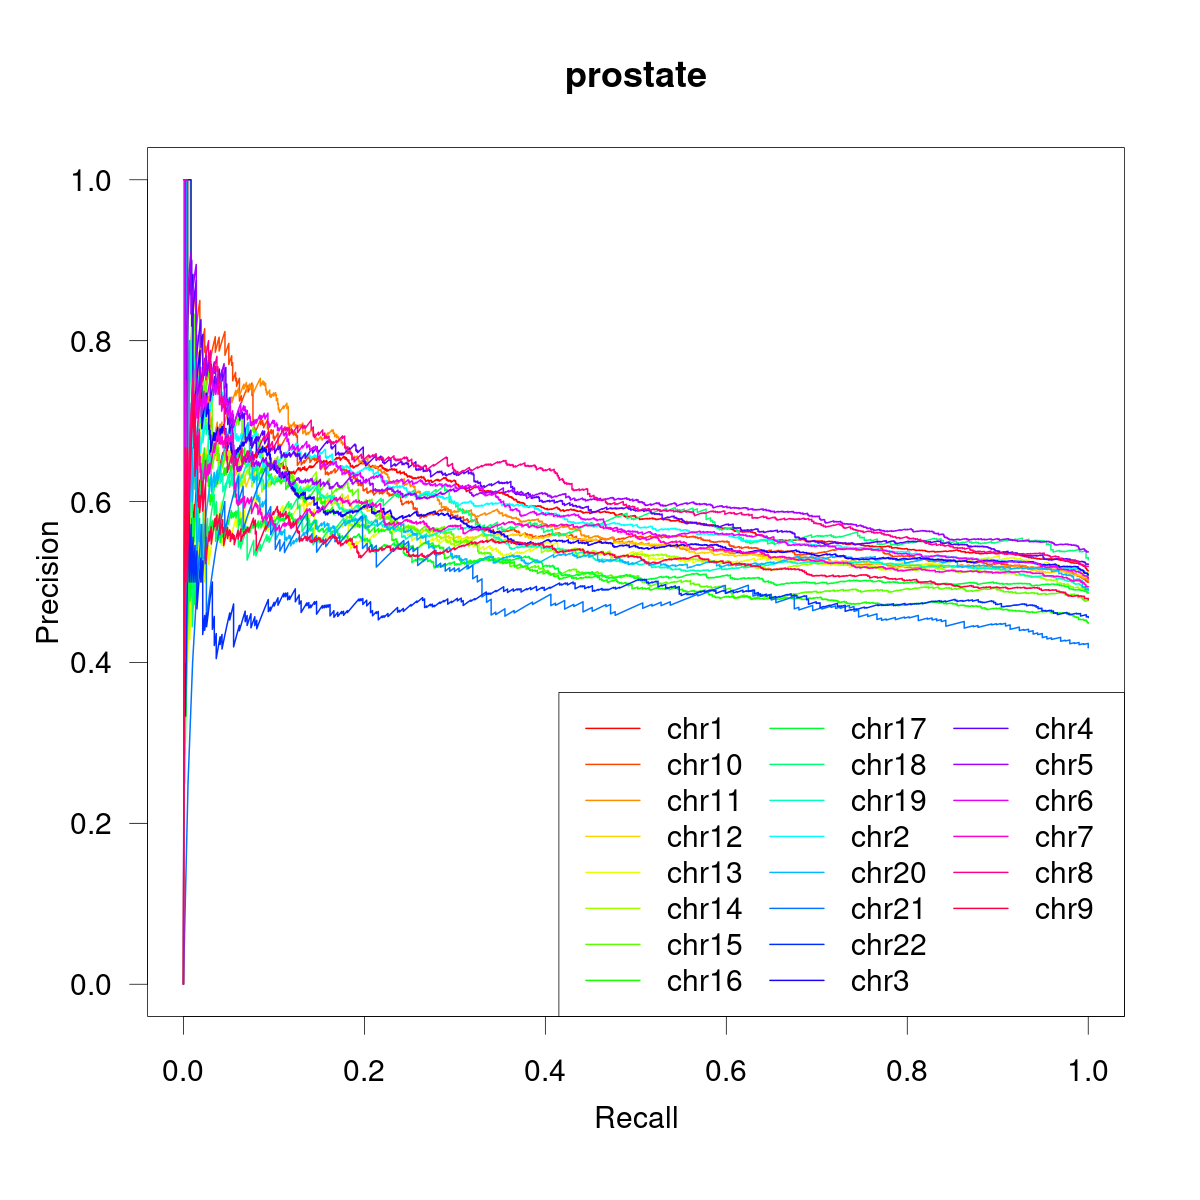 prostate
1.0
0.8
0.6
0.4
0.2
0.0
Precision
0.0 0.2 0.4 0.6 0.8 1.0
Recall
chr1 chr17 chr4
chr10 chr18 chr5
chr11 chr19 chr6
chr12 chr2 chr7
chr13 chr20 chr8
chr14 chr21 chr9
chr15 chr22
chr16 chr3